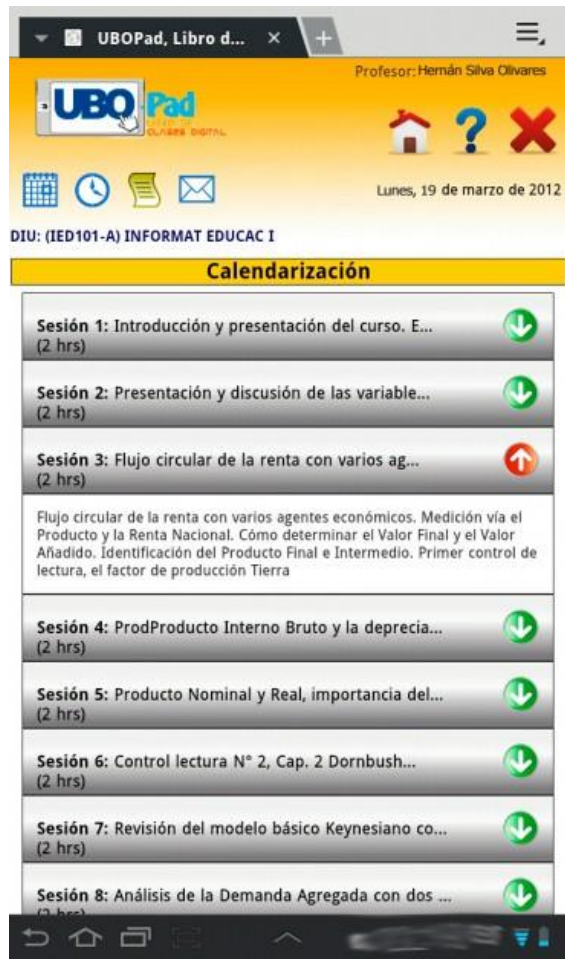 UBOPad, Libro d...
Profesor: Hernán Silva Olivares
UBO Pad
LIBRO DE
CLASES DIGITAL
Lunes, 19 de marzo de 2012
DIU: (IED101-A) INFORMAT EDUCAC I
Calendarización
Sesión 1: Introducción y presentación del curso. E...
(2 hrs)
Sesión 2: Presentación y discusión de las variable...
(2 hrs)
Sesión 3: Flujo circular de la renta con varios ag...
(2 hrs)
Flujo circular de la renta con varios agentes económicos. Medición vía el
Producto y la Renta Nacional. Cómo determinar el Valor Final y el Valor
Añadido. Identificación del Producto Final e Intermedio. Primer control de
lectura, el factor de producción Tierra
Sesión 4: ProdProducto Interno Bruto y la deprecia...
(2 hrs)
Sesión 5: Producto Nominal y Real, importancia del...
(2 hrs)
Sesión 6: Control lectura N° 2, Cap. 2 Dornbush...
(2 hrs)
Sesión 7: Revisión del modelo básico Keynesiano co...
(2 hrs)
Sesión 8: Análisis de la Demanda Agregada con dos ...
(2 hrs)